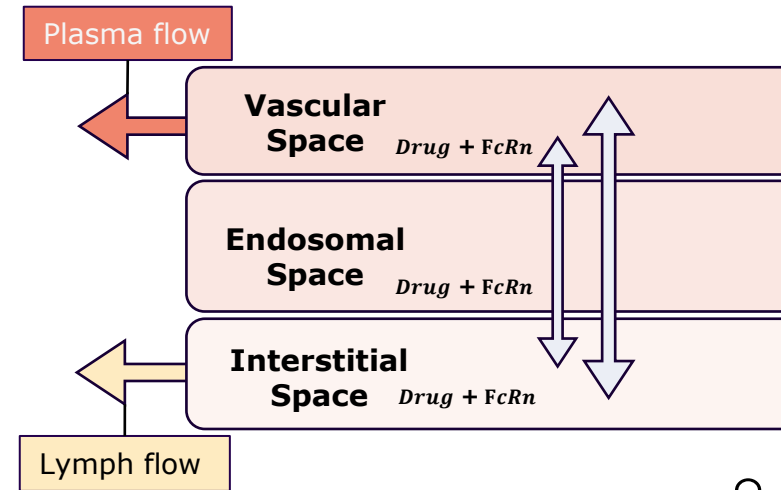 Plasma flow
Vascular
Space Drug + FcRn
Endosomal
Space Drug + FcRn
Interstitial
Space Drug + FcRn
Lymph flow